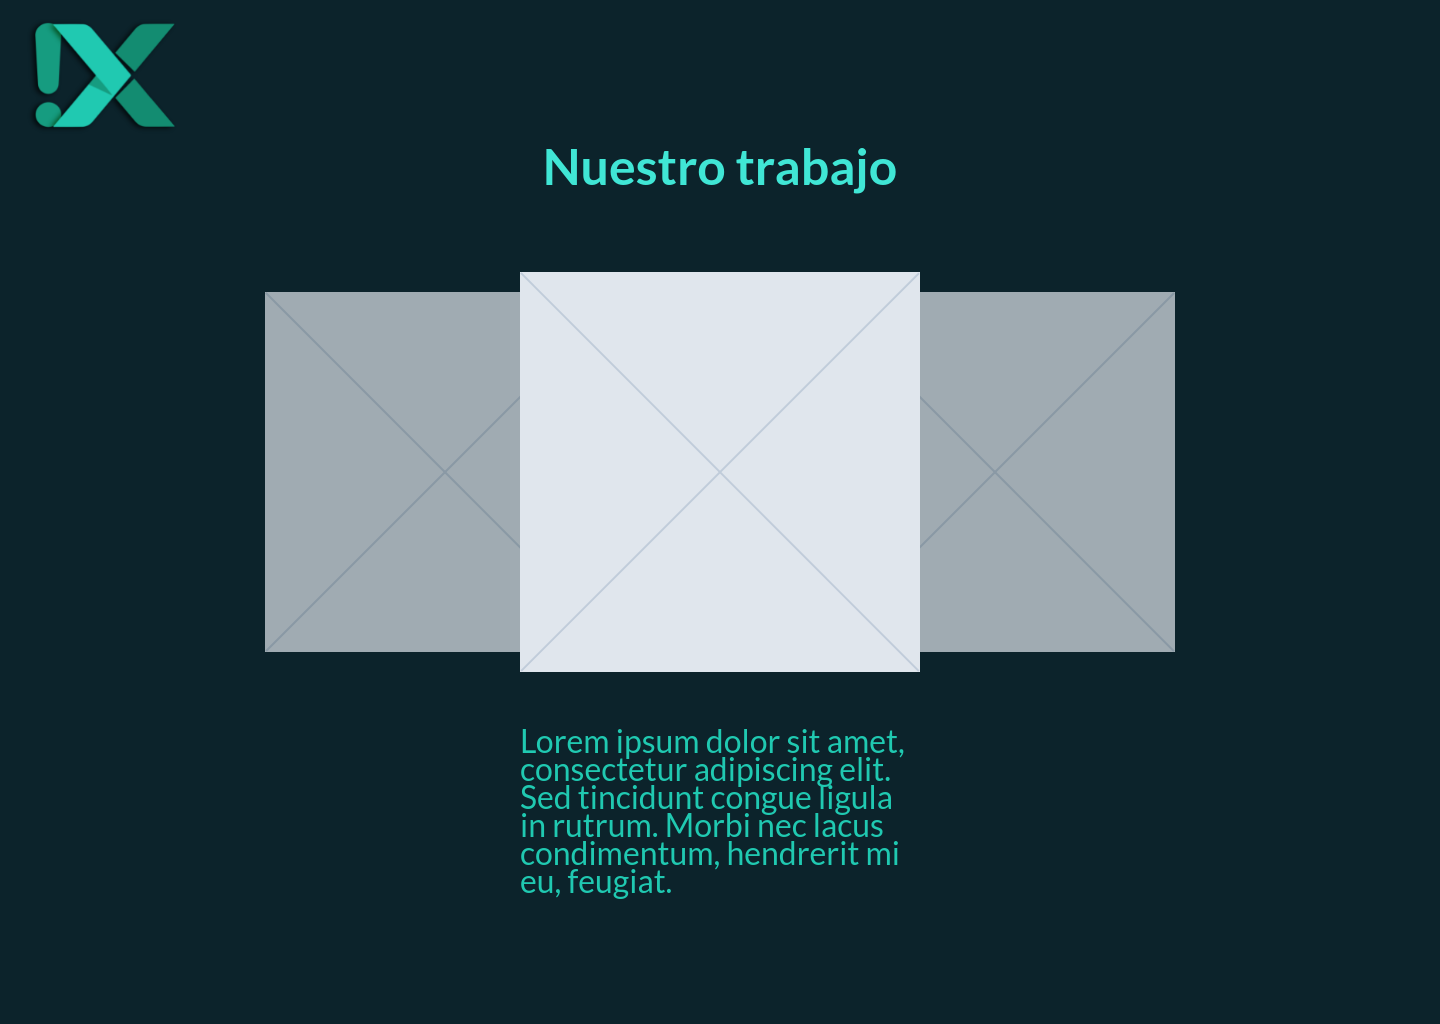 Nuestro trabajo
Lorem ipsum dolor sit amet,
consectetur adipiscing elit.
Sed tincidunt congue ligula
in rutrum. Morbi nec lacus
condimentum, hendrerit mi
eu, feugiat.